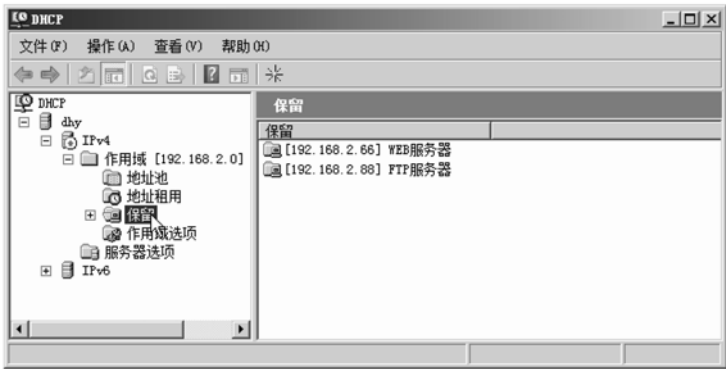 DHCP
文件(F) 操作(A) 查看(V) 帮助(H)
DHCP
dhy
IPv4
作用域 [192.168.2.0]
地址池
地址租用
保留
作用域选项
服务器选项
IPv6
保留
保留
[192.168.2.66] WEB服务器
[192.168.2.88] FTP服务器